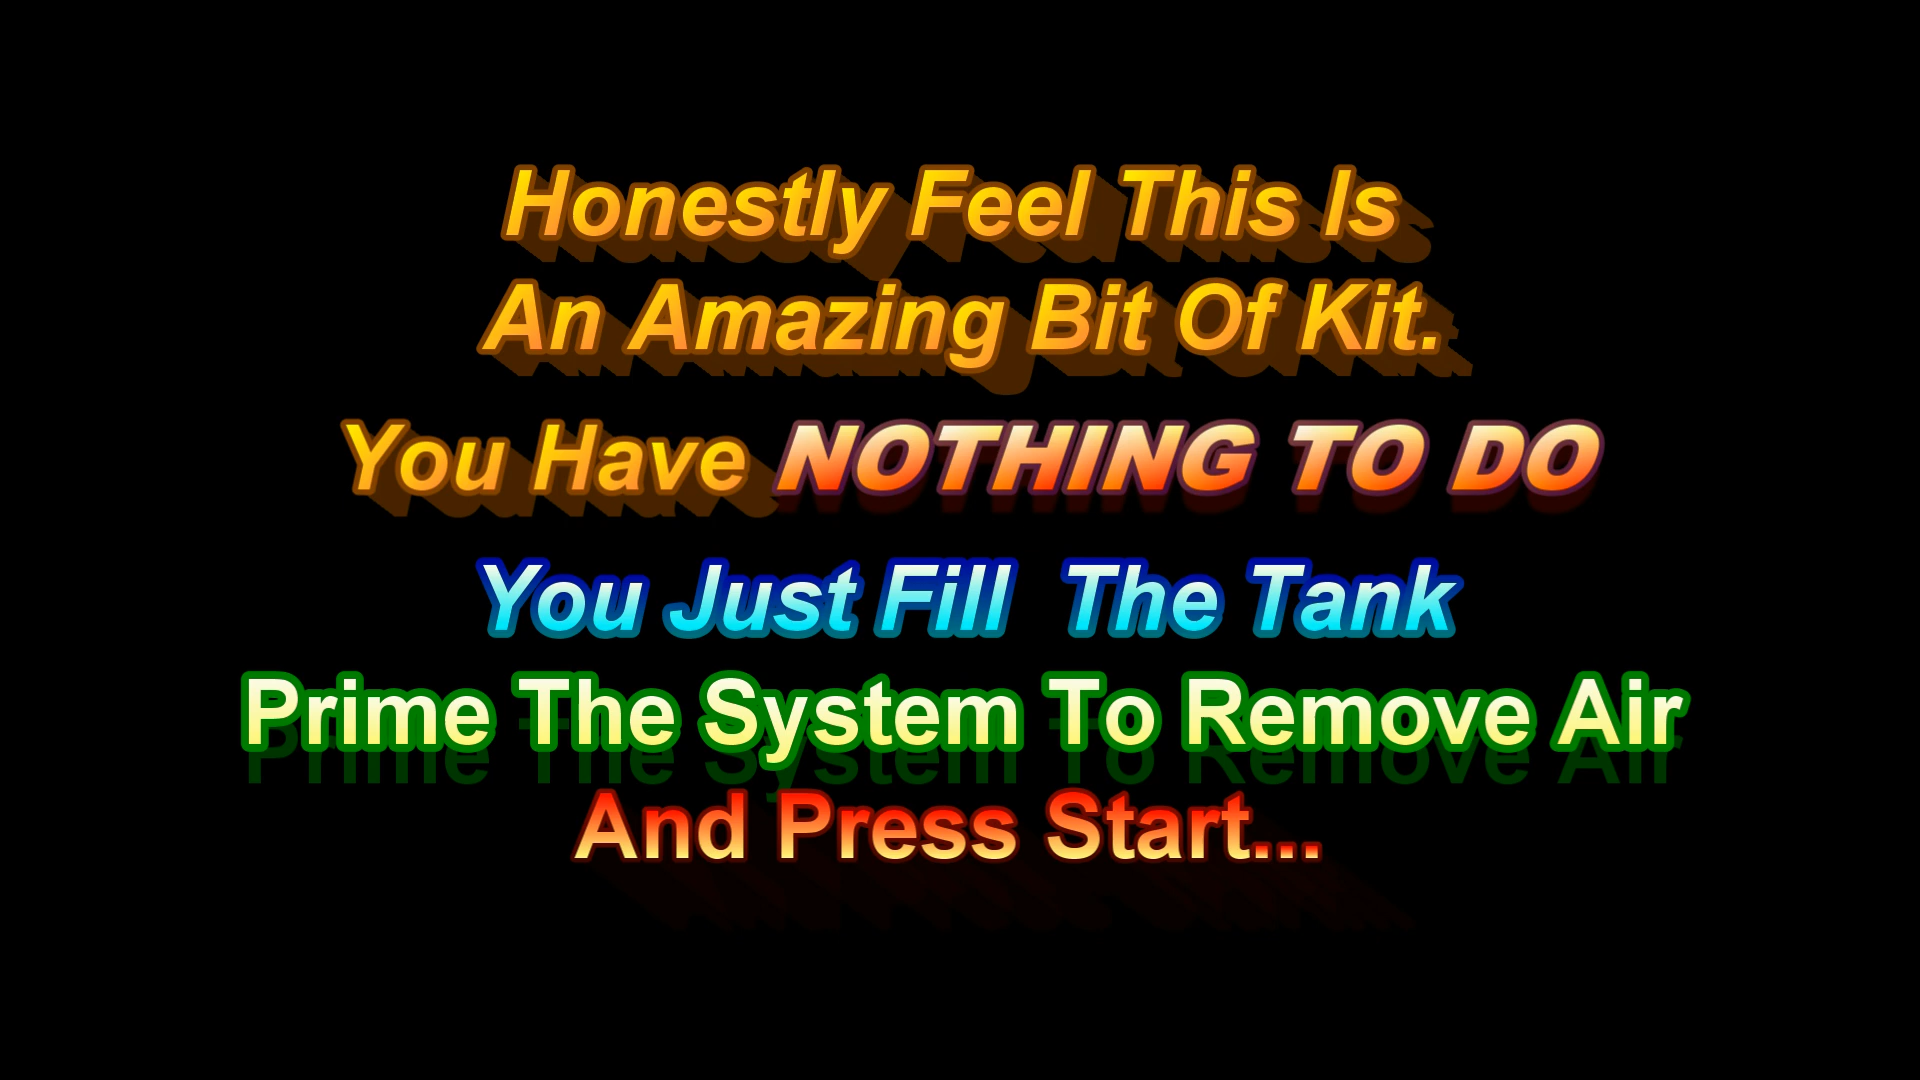 Honestly Feel This Is
An Amazing Bit Of Kit.
You Have NOTHING TO DO
You Just Fill  The Tank
Prime The System To Remove Air
And Press Start...